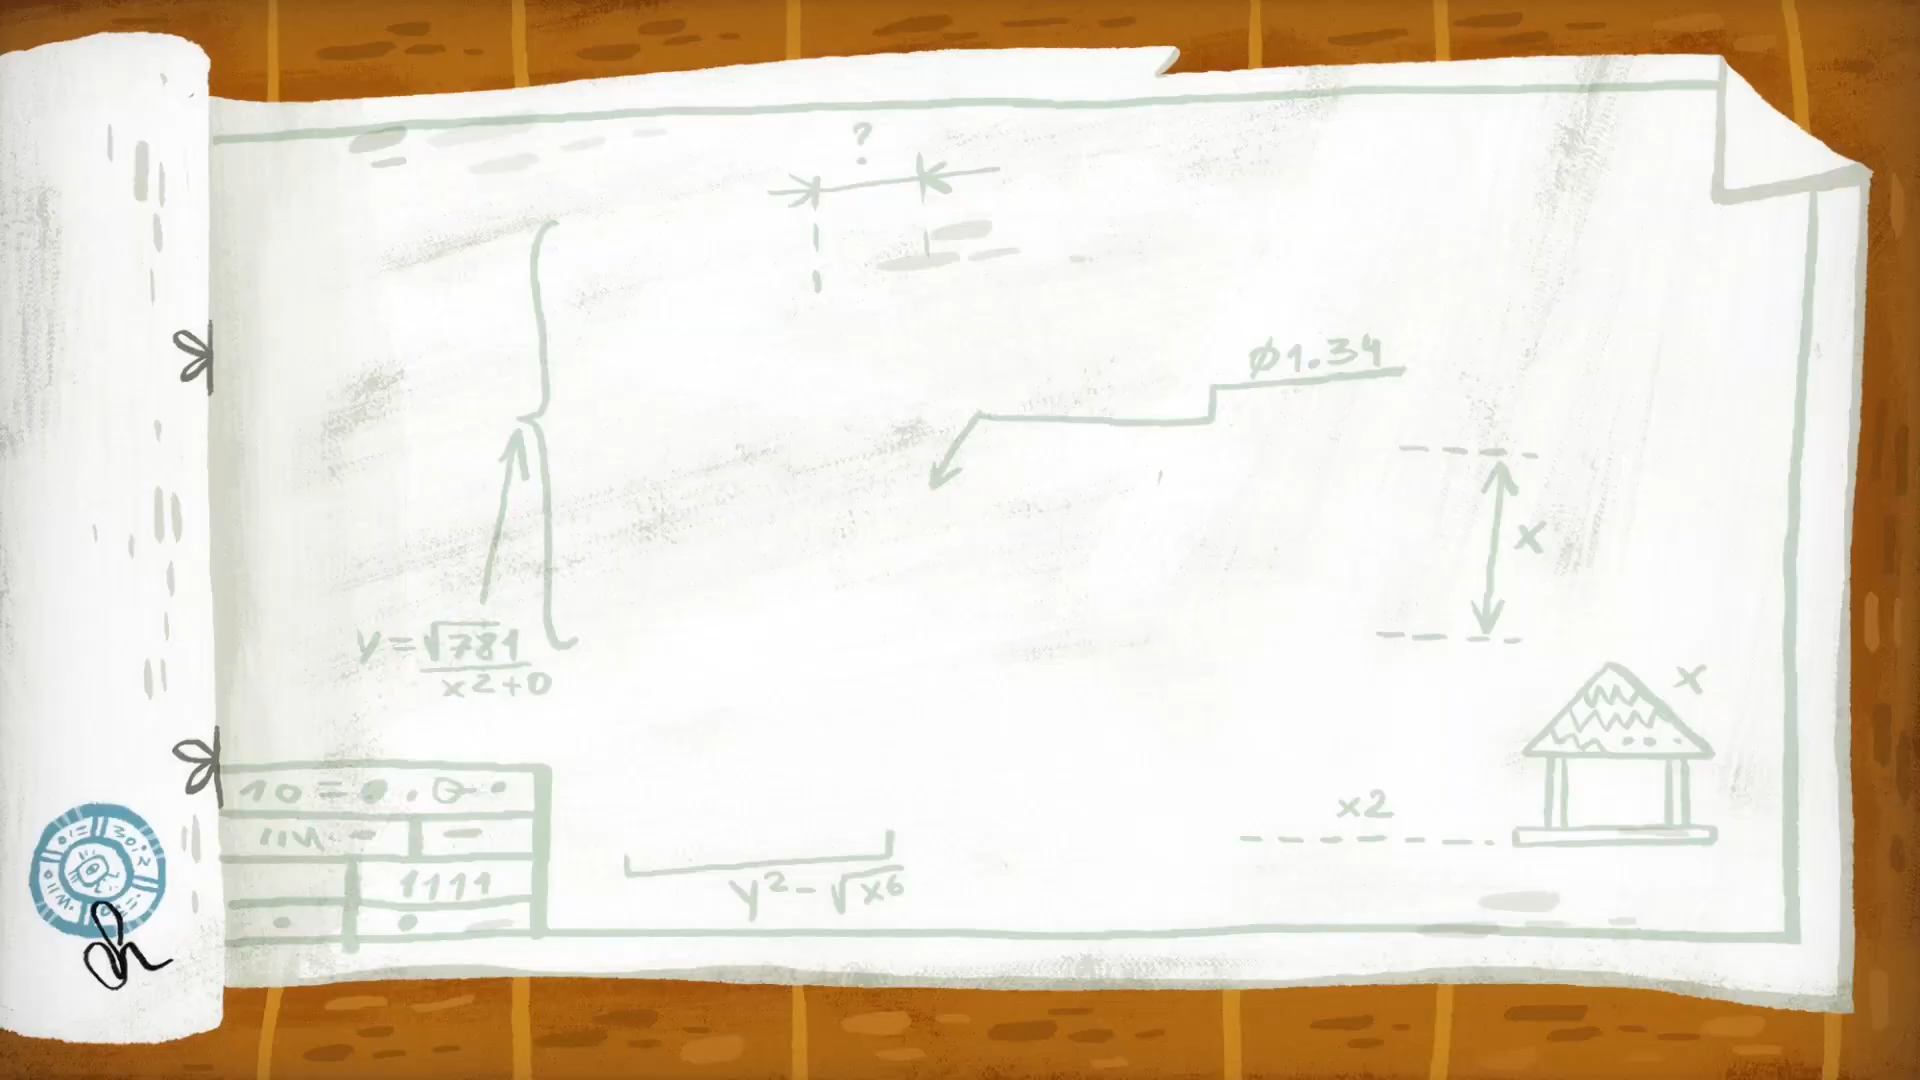 ?
ø1.34
x
y=√781
x2+0
x
10=
x2
1111
y²-√x6